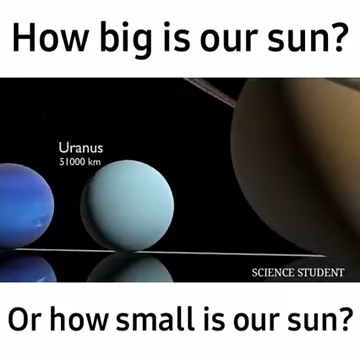 How big is our sun?
Uranus
51000 km
SCIENCE STUDENT
Or how small is our sun?